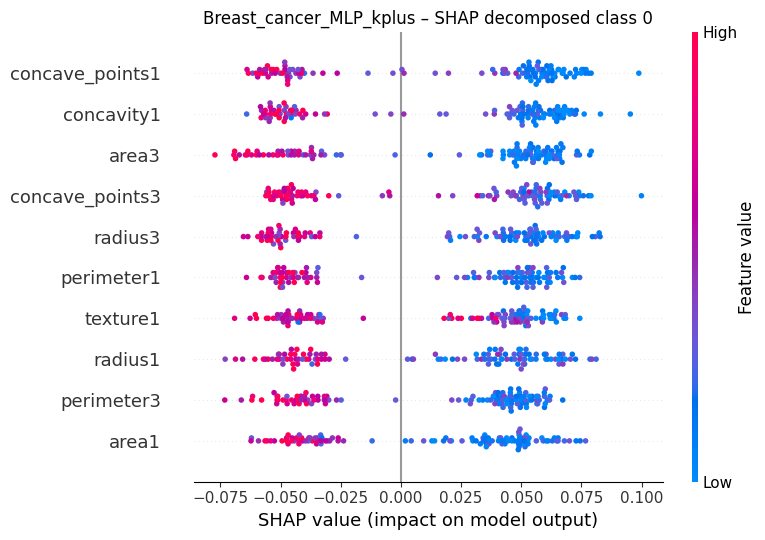 Breast_cancer_MLP_kplus – SHAP decomposed class 0
High
concave_points1
concavity1
area3
concave_points3
radius3
perimeter1
texture1
radius1
perimeter3
area1
Feature value
Low
−0.075 −0.050 −0.025 0.000 0.025 0.050 0.075 0.100
SHAP value (impact on model output)